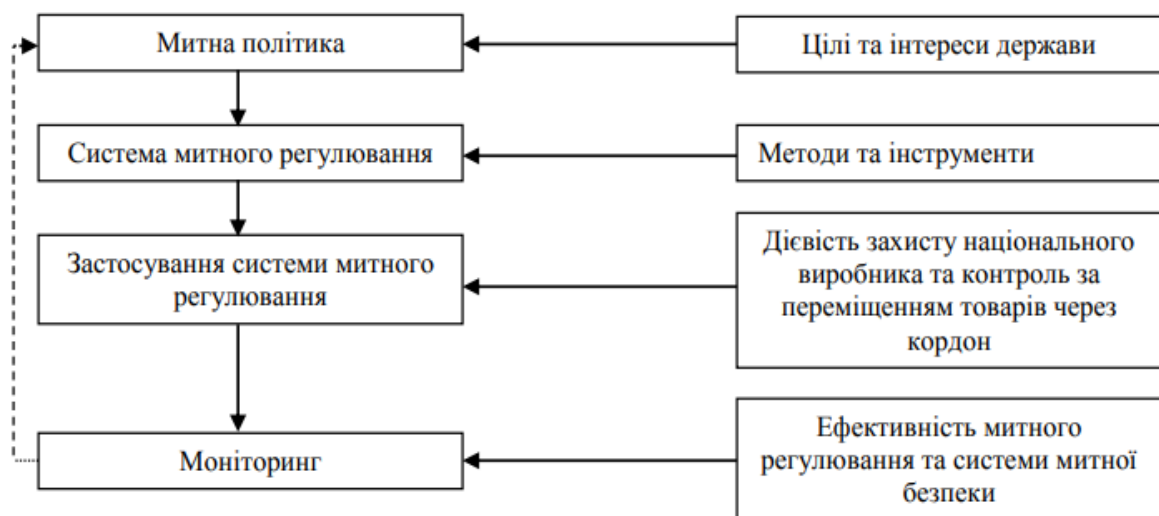 Митна політика
Цілі та інтереси держави
Система митного регулювання
Методи та інструменти
Застосування системи митного
регулювання
Дієвість захисту національного
виробника та контроль за
переміщенням товарів через
кордон
Моніторинг
Ефективність митного
регулювання та системи митної
безпеки